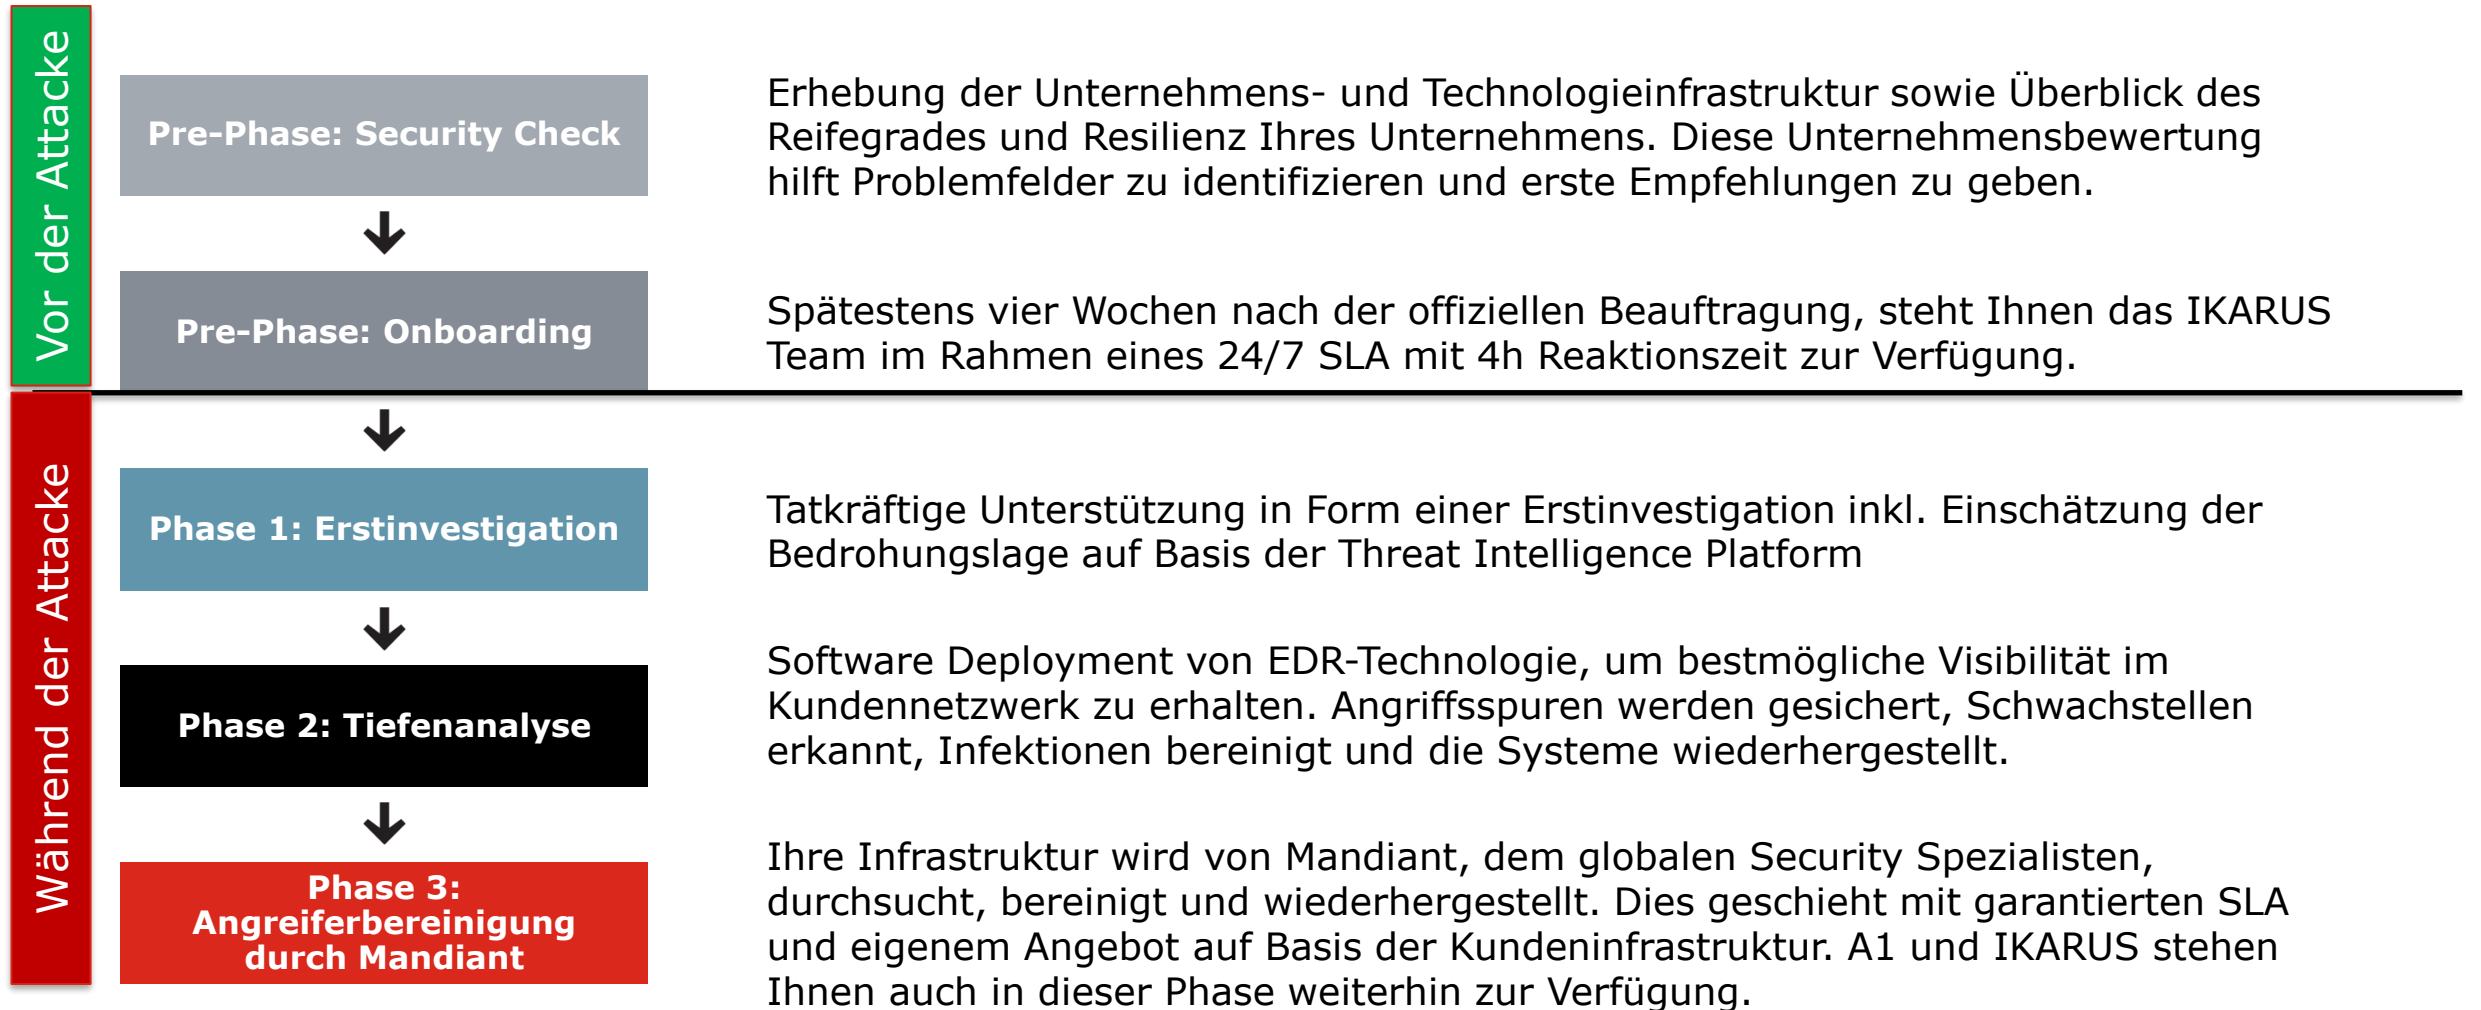 Vor der Attacke
Pre-Phase: Security Check
Erhebung der Unternehmens- und Technologieinfrastruktur sowie Überblick des
Reifegrades und Resilienz Ihres Unternehmens. Diese Unternehmensbewertung
hilft Problemfelder zu identifizieren und erste Empfehlungen zu geben.
Pre-Phase: Onboarding
Spätestens vier Wochen nach der offiziellen Beauftragung, steht Ihnen das IKARUS
Team im Rahmen eines 24/7 SLA mit 4h Reaktionszeit zur Verfügung.
Während der Attacke
Phase 1: Erstinvestigation
Tatkräftige Unterstützung in Form einer Erstinvestigation inkl. Einschätzung der
Bedrohungslage auf Basis der Threat Intelligence Platform
Phase 2: Tiefenanalyse
Software Deployment von EDR-Technologie, um bestmögliche Visibilität im
Kundennetzwerk zu erhalten. Angriffsspuren werden gesichert, Schwachstellen
erkannt, Infektionen bereinigt und die Systeme wiederhergestellt.
Phase 3:
Angreiferbereinigung
durch Mandiant
Ihre Infrastruktur wird von Mandiant, dem globalen Security Spezialisten,
durchsucht, bereinigt und wiederhergestellt. Dies geschieht mit garantierten SLA
und eigenem Angebot auf Basis der Kundeninfrastruktur. A1 und IKARUS stehen
Ihnen auch in dieser Phase weiterhin zur Verfügung.